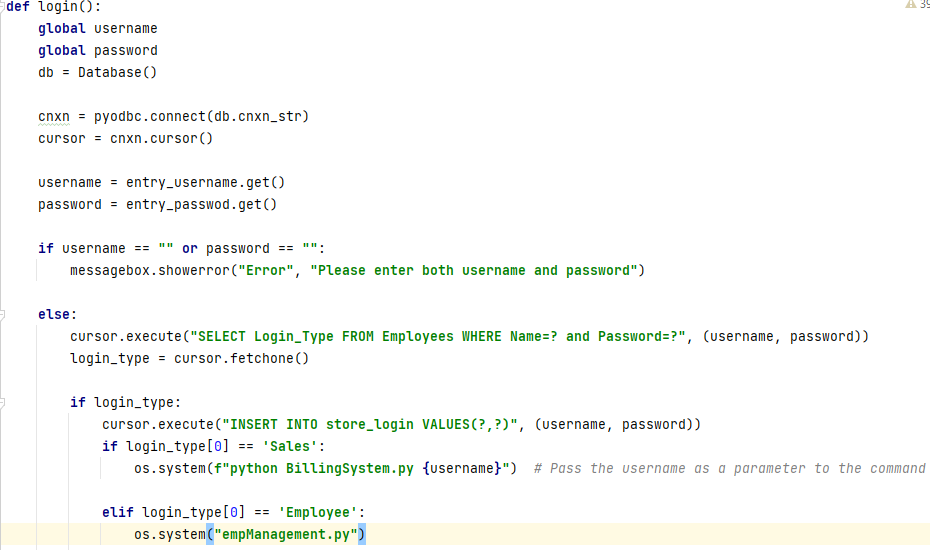 39
def login():
    global username
    global password
    db = Database()
    cnxn = pyodbc.connect(db.cnxn_str)
    cursor = cnxn.cursor()
    username = entry_username.get()
    password = entry_passwod.get()
    if username == "" or password == "":
        messagebox.showerror("Error", "Please enter both username and password")
    else:
        cursor.execute("SELECT Login_Type FROM Employees WHERE Name=? and Password=?", (username, password))
        login_type = cursor.fetchone()
        if login_type:
            cursor.execute("INSERT INTO store_login VALUES(?,?)", (username, password))
            if login_type[0] == 'Sales':
                os.system(f"python BillingSystem.py {username}")  # Pass the username as a parameter to the command
            elif login_type[0] == 'Employee':
                os.system("empManagement.py")